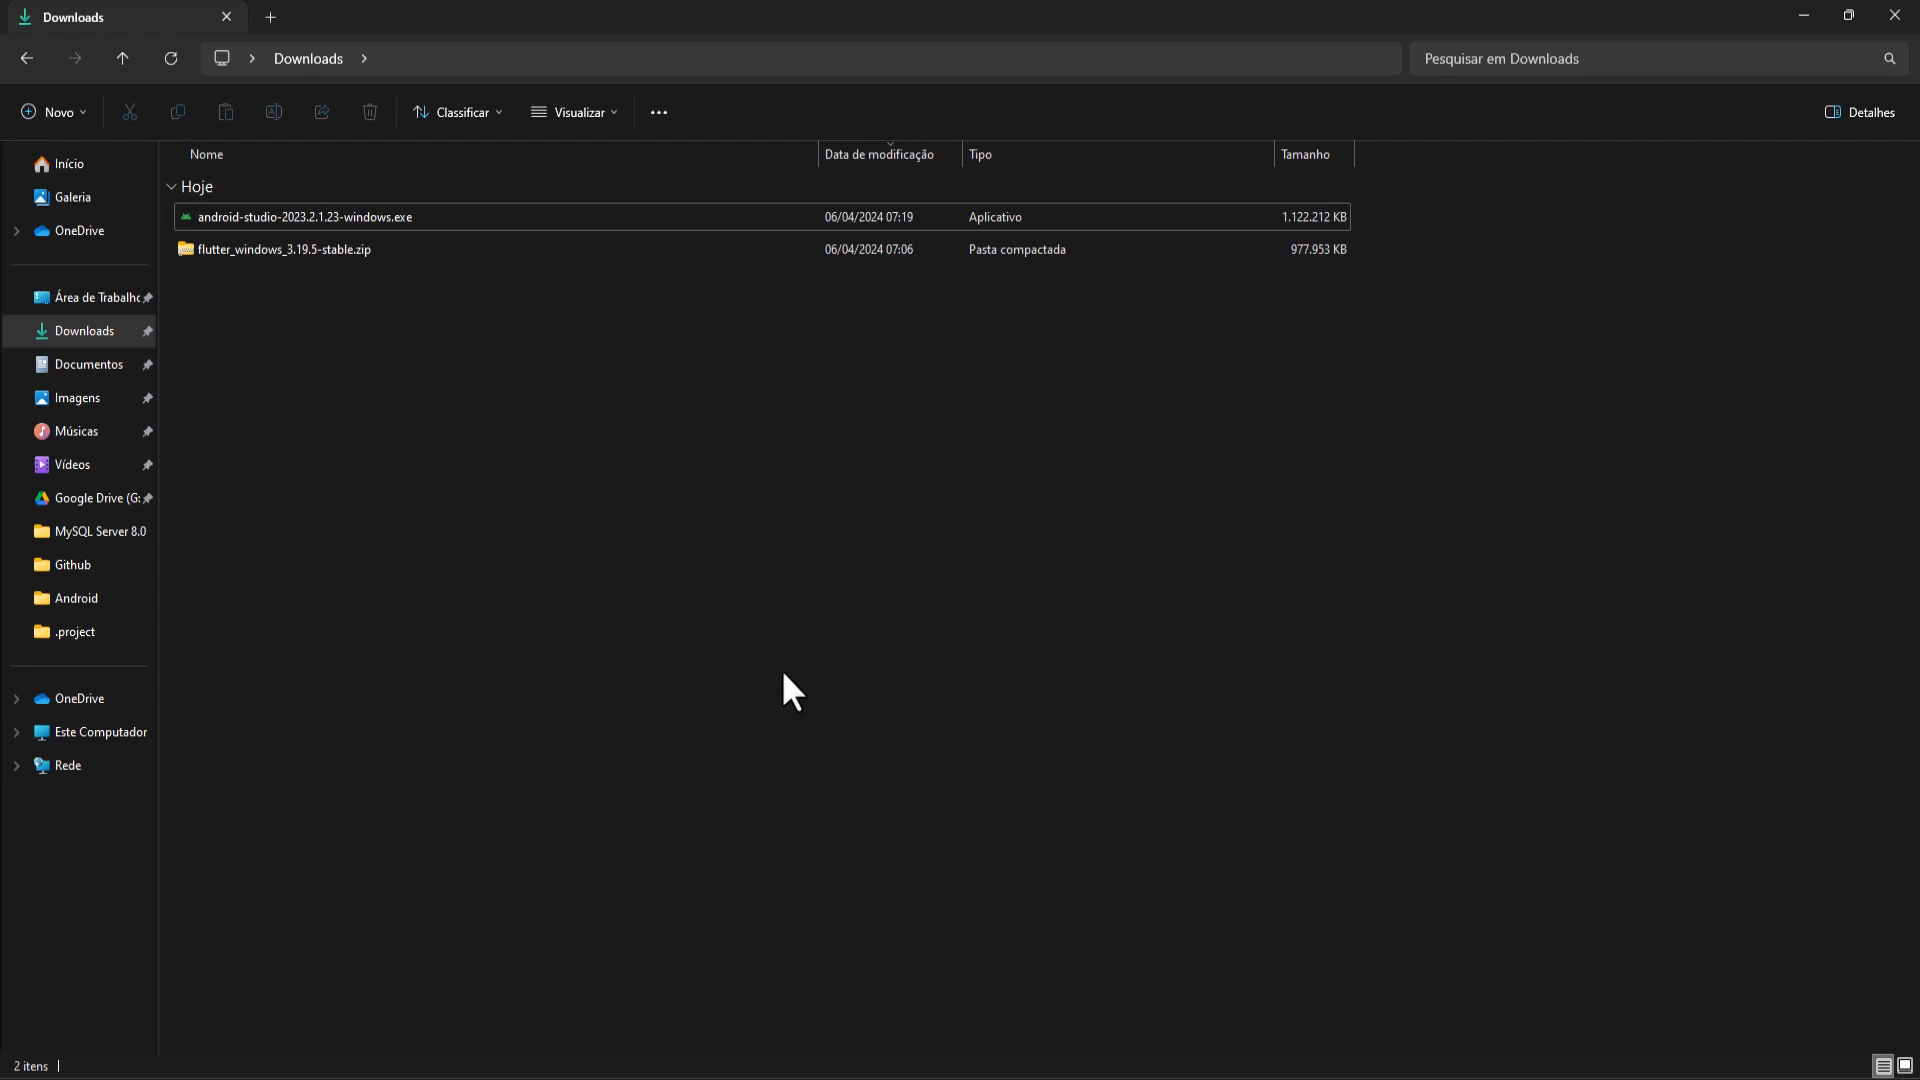 Downloads
Downloads
Pesquisar em Downloads
Novo
Classificar
Visualizar
Detalhes
Nome
Data de modificação
Tipo
Tamanho
Início
Galeria
OneDrive
Área de Trabalho
Downloads
Documentos
Imagens
Músicas
Vídeos
Google Drive (G:
MySQL Server 8.0
Github
Android
.project
OneDrive
Este Computador
Rede
Hoje
android-studio-2023.2.1.23-windows.exe 06/04/2024 07:19 Aplicativo 1.122.212 KB
flutter_windows_3.19.5-stable.zip 06/04/2024 07:06 Pasta compactada 977.953 KB
2 itens